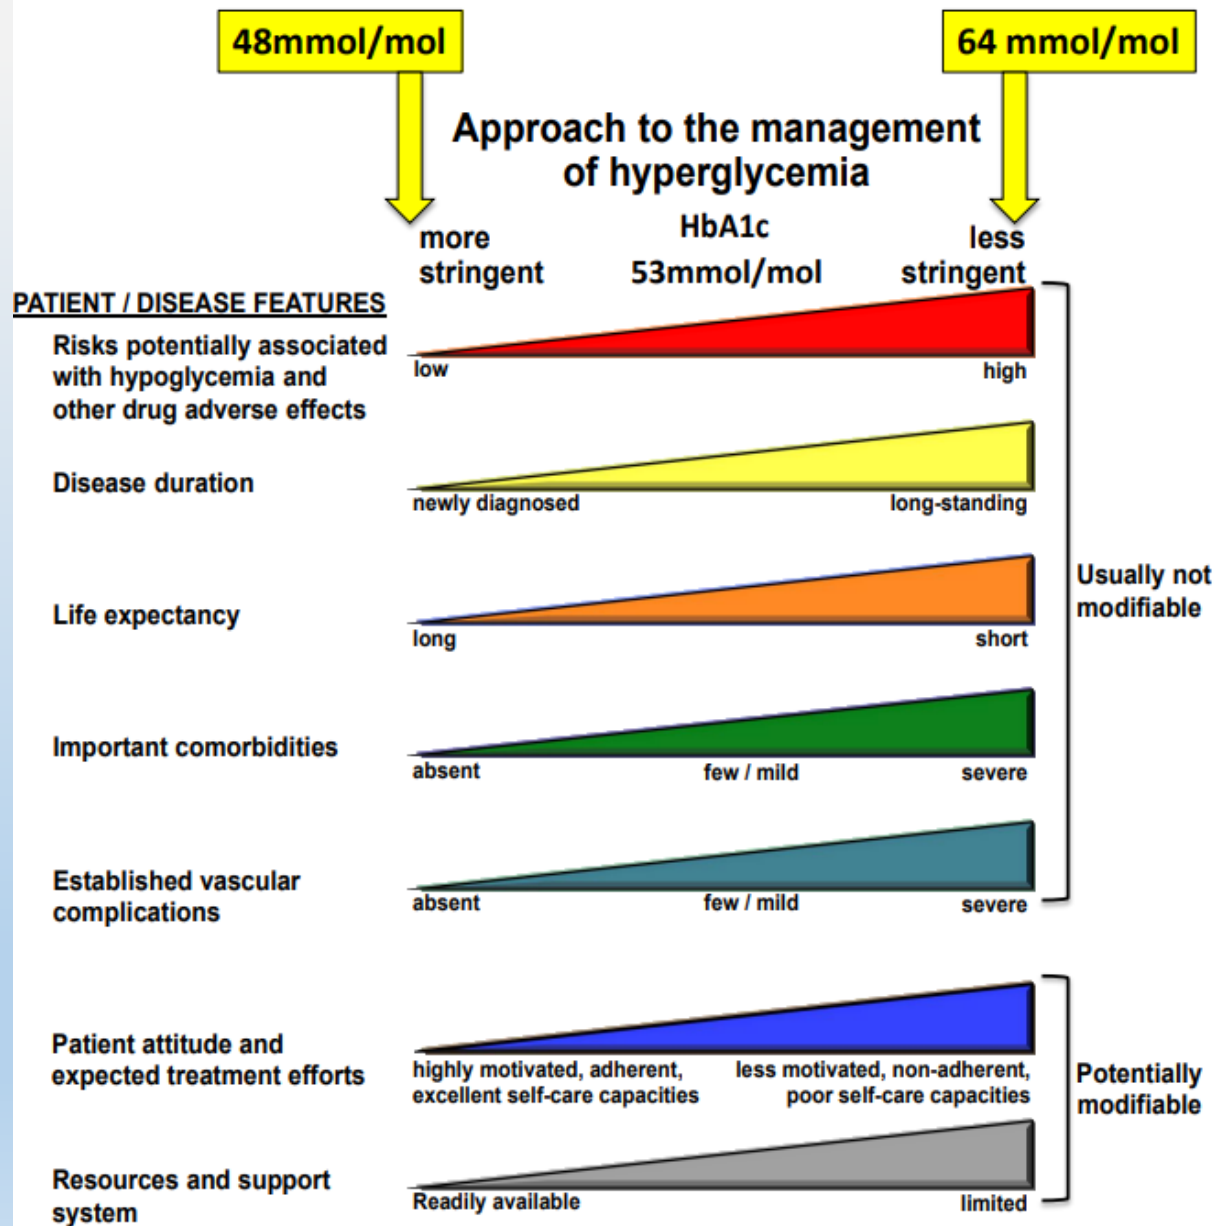 48mmol/mol
64 mmol/mol
Approach to the management
of hyperglycemia
more
stringent
HbA1c
53mmol/mol
less
stringent
PATIENT / DISEASE FEATURES
Risks potentially associated
with hypoglycemia and
other drug adverse effects
low
high
Disease duration
newly diagnosed
long-standing
Life expectancy
long
short
Usually not
modifiable
Important comorbidities
absent
few / mild
severe
Established vascular
complications
absent
few / mild
severe
Patient attitude and
expected treatment efforts
highly motivated, adherent,
excellent self-care capacities
less motivated, non-adherent,
poor self-care capacities
Potentially
modifiable
Resources and support
system
Readily available
limited